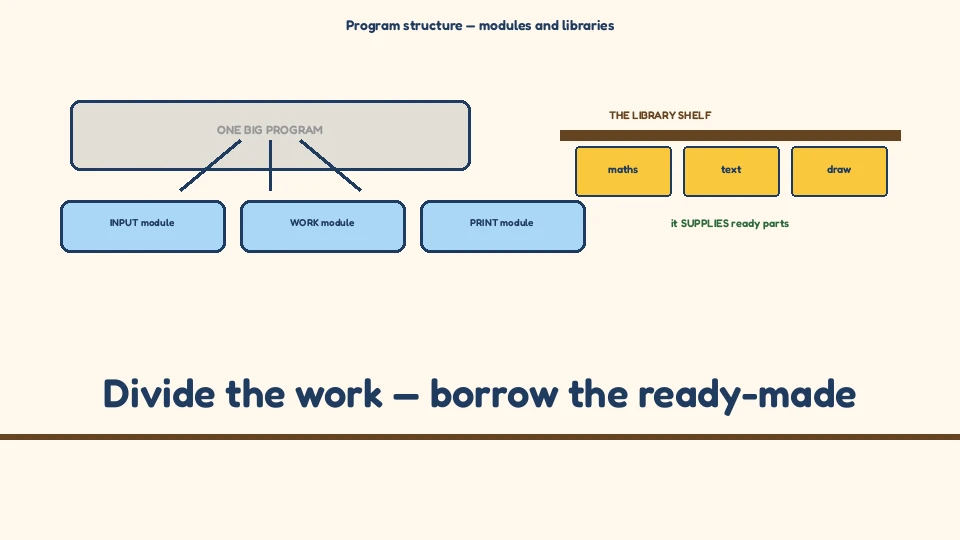 Program structure — modules and libraries
ONE BIG PROGRAM
INPUT module
WORK module
PRINT module
THE LIBRARY SHELF
maths
text
draw
it SUPPLIES ready parts
Divide the work — borrow the ready-made